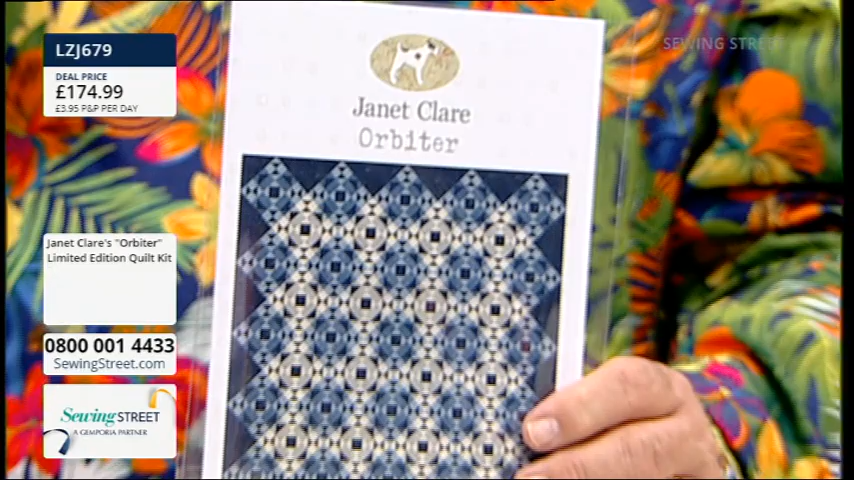 LZJ679
DEAL PRICE
£174.99
£3.95 P&P PER DAY
Janet Clare's "Orbiter"
Limited Edition Quilt Kit
0800 001 4433
SewingStreet.com
Sewing STREET
A GEMPORIA PARTNER
Janet Clare
Orbiter
SEWING STREET